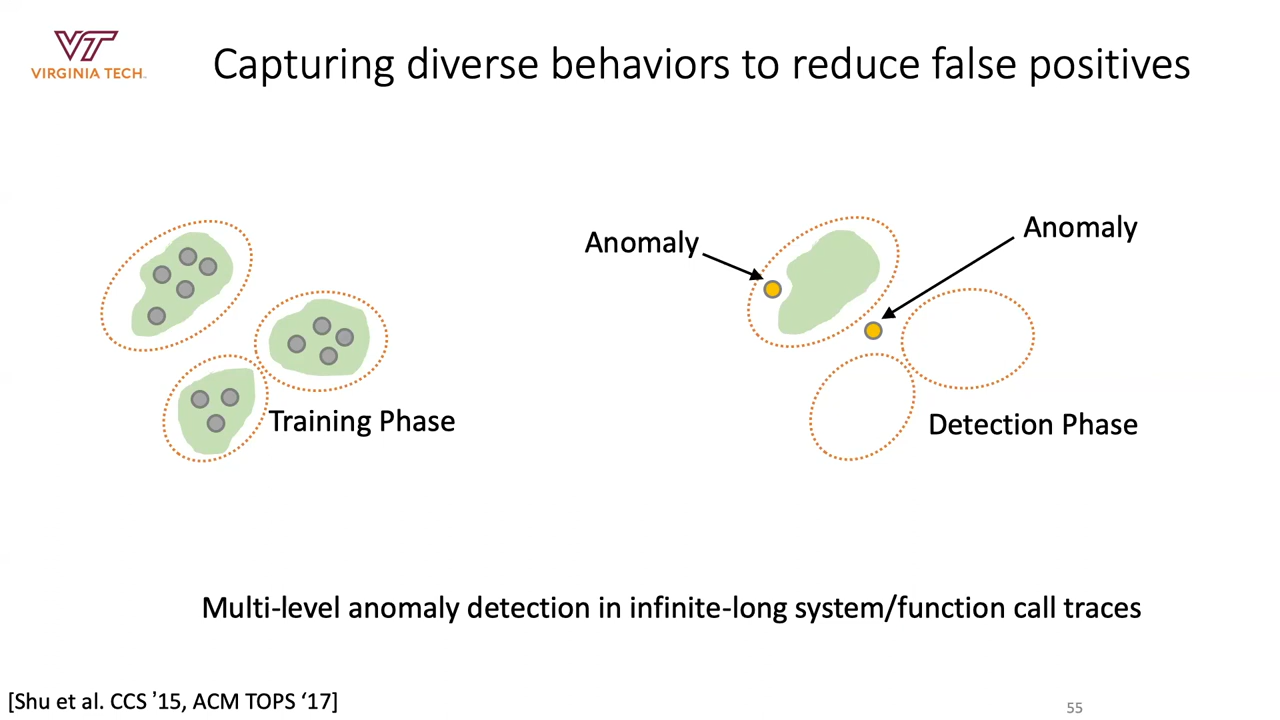 VIRGINIA TECH.
Capturing diverse behaviors to reduce false positives
Anomaly
Anomaly
Training Phase
Detection Phase
Multi-level anomaly detection in infinite-long system/function call traces
[Shu et al. CCS ’15, ACM TOPS ‘17]
55